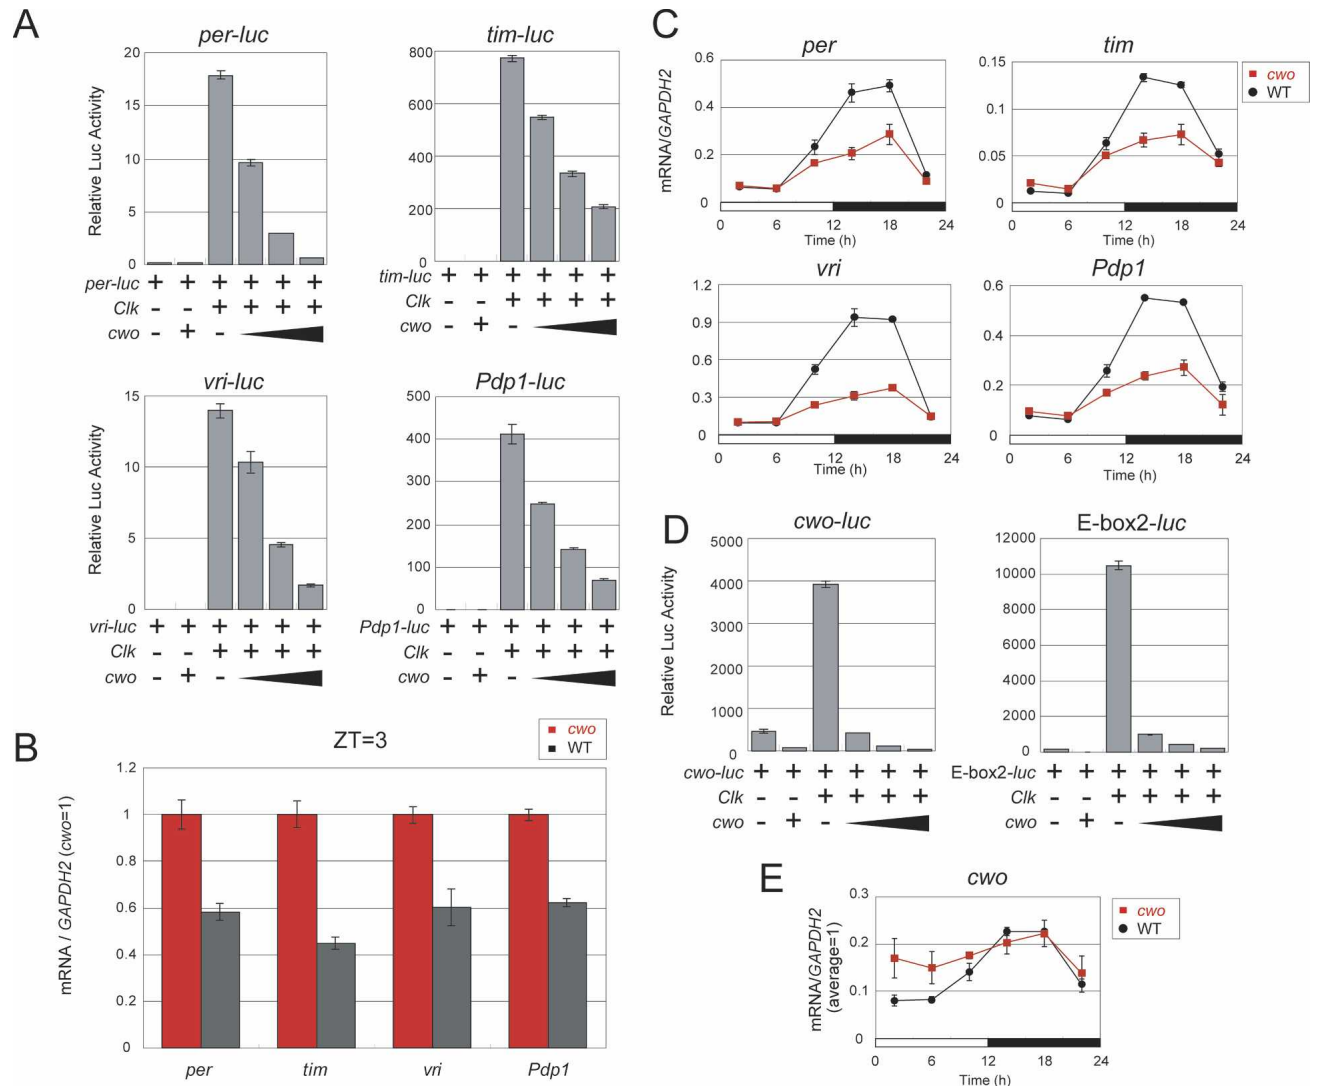 A
per-luc
Relative Luc Activity
20
15
10
5
0
per-luc + + + + + +
Clk - - + + + +
cwo - + -
tim-luc
800
600
400
200
0
tim-luc + + + + + +
Clk - - + + + +
cwo - + -
vri-luc
Relative Luc Activity
15
10
5
0
vri-luc + + + + + +
Clk - - + + + +
cwo - + -
Pdp1-luc
500
400
300
200
100
0
Pdp1-luc + + + + + +
Clk - - + + + +
cwo - + -
B
ZT=3
cwo
WT
mRNA / GAPDH2 (cwo=1)
1.2
1
0.8
0.6
0.4
0.2
0
per tim vri Pdp1
C
per
mRNA/GAPDH2
0.6
0.4
0.2
0
0 6 12 18 24
Time (h)
tim
0.15
0.1
0.05
0
0 6 12 18 24
Time (h)
cwo
WT
vri
1.2
0.9
0.6
0.3
0
0 6 12 18 24
Time (h)
Pdp1
0.6
0.4
0.2
0
0 6 12 18 24
Time (h)
D
cwo-luc
Relative Luc Activity
5000
4000
3000
2000
1000
0
cwo-luc + + + + + +
Clk - - + + + +
cwo - + -
E-box2-luc
12000
10000
8000
6000
4000
2000
0
E-box2-luc + + + + + +
Clk - - + + + +
cwo - + -
E
cwo
mRNA/GAPDH2
(average=1)
0.3
0.2
0.1
0
0 6 12 18 24
Time (h)
cwo
WT